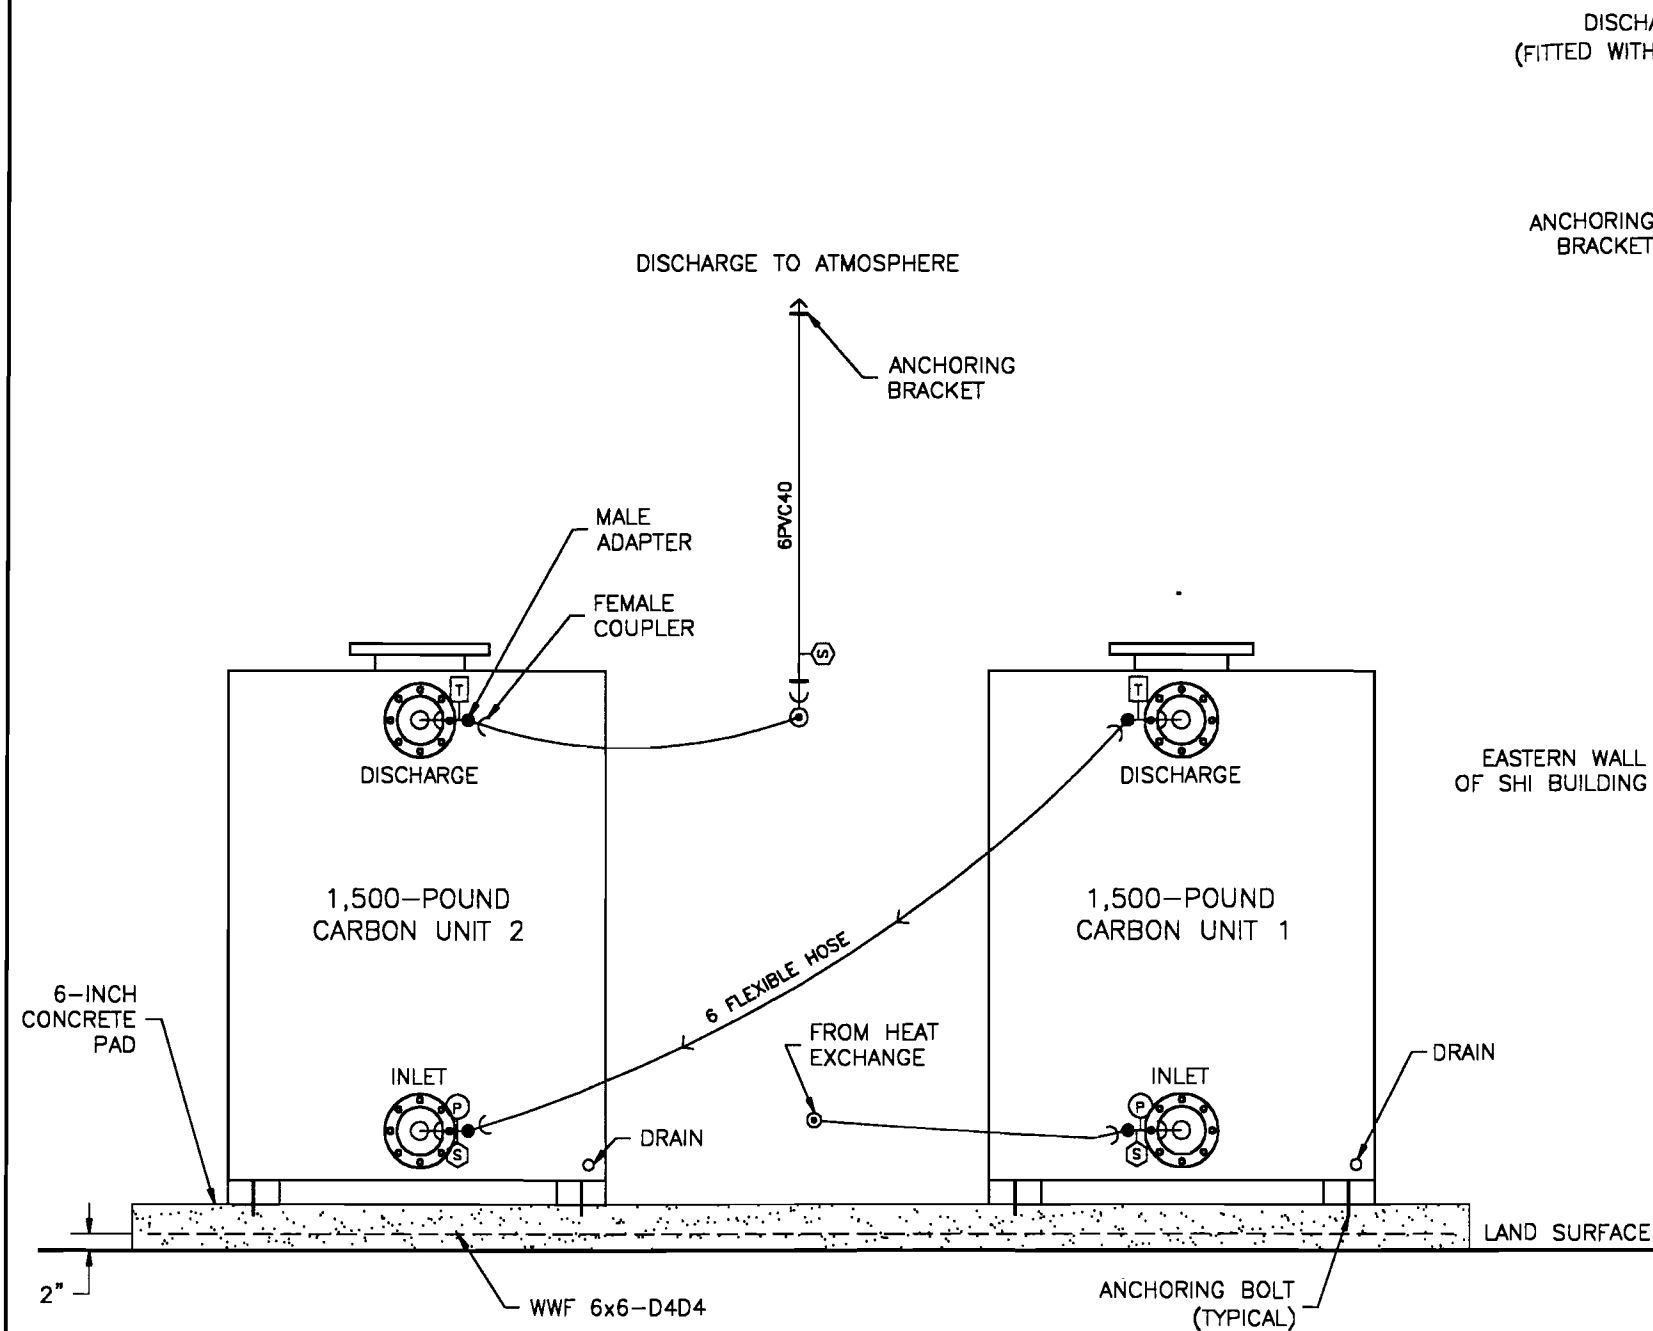 DISCHA
(FITTED WITH
ANCHORING
BRACKET
DISCHARGE TO ATMOSPHERE
ANCHORING
BRACKET
6PVC40
MALE
ADAPTER
FEMALE
COUPLER
S
T
T
DISCHARGE
DISCHARGE
EASTERN WALL
OF SHI BUILDING
1,500-POUND
CARBON UNIT 2
1,500-POUND
CARBON UNIT 1
6 FLEXIBLE HOSE
6-INCH
CONCRETE
PAD
FROM HEAT
EXCHANGE
DRAIN
INLET
INLET
P
P
S
S
DRAIN
LAND SURFACE
2"
WWF 6x6-D4D4
ANCHORING BOLT
(TYPICAL)